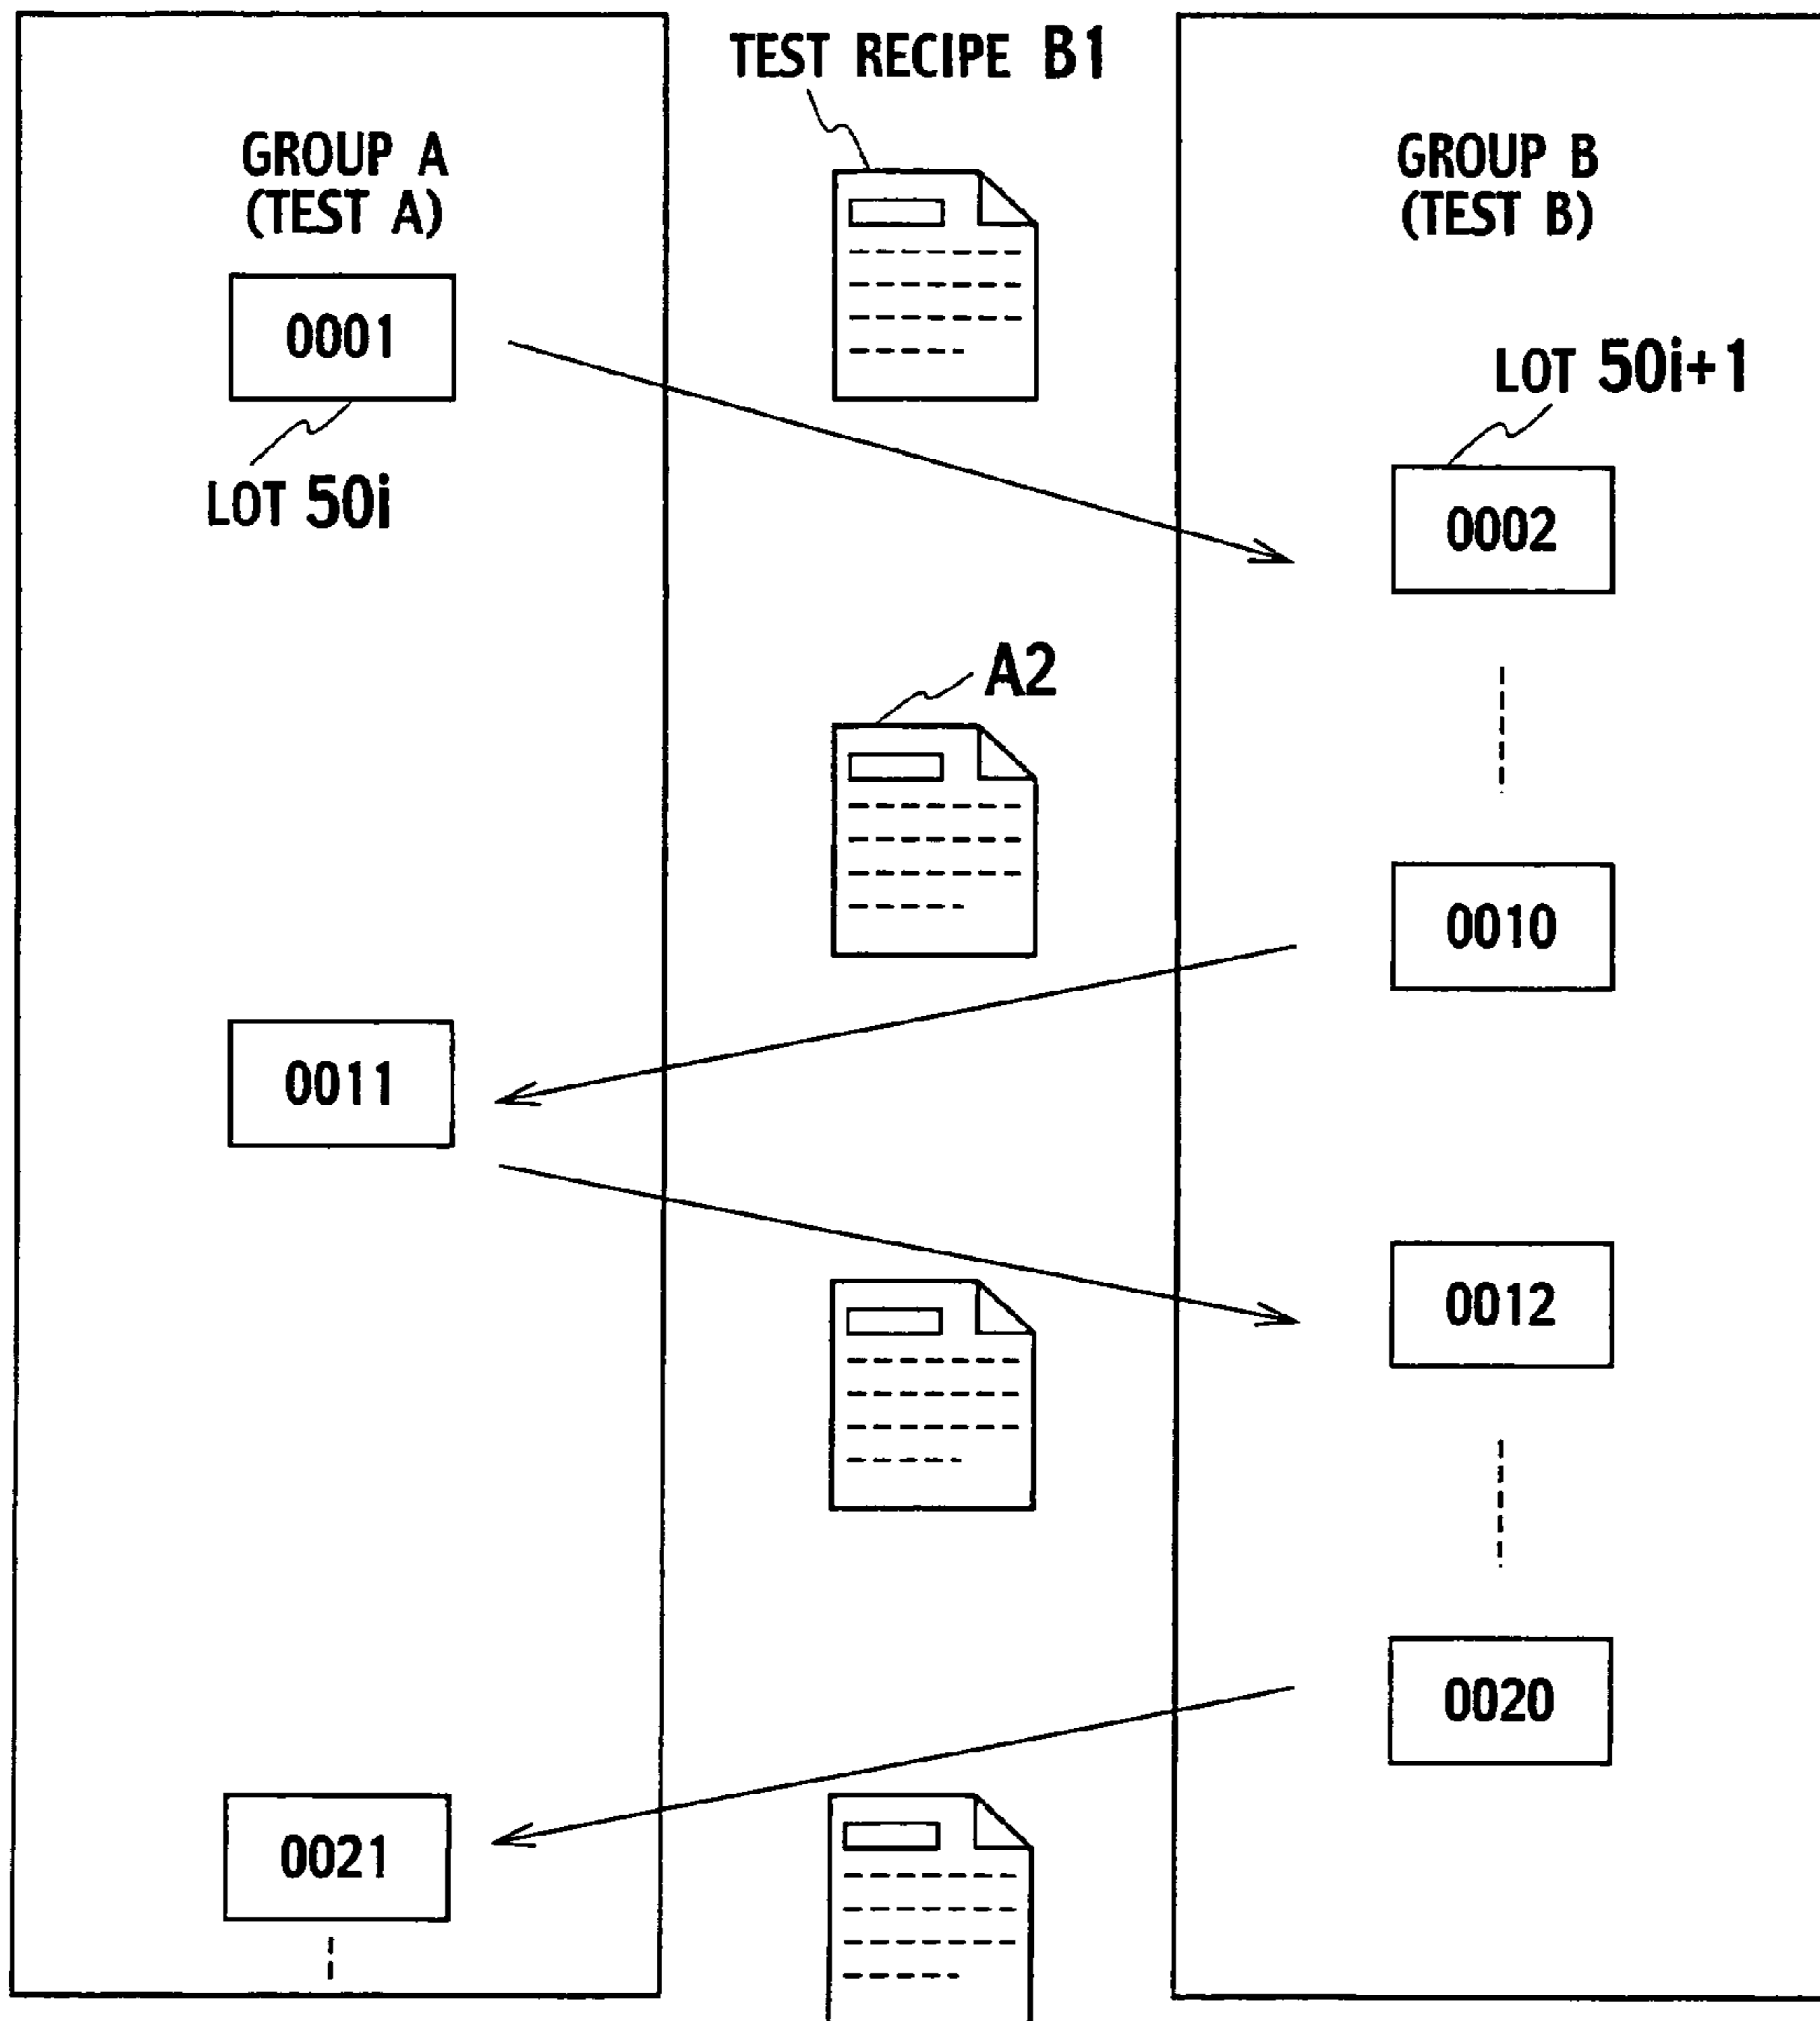 TEST RECIPE B1
GROUP A
(TEST A)
GROUP B
(TEST B)
0001
LOT 50i+1
LOT 50i
0002
A2
0010
0011
0012
0020
0021